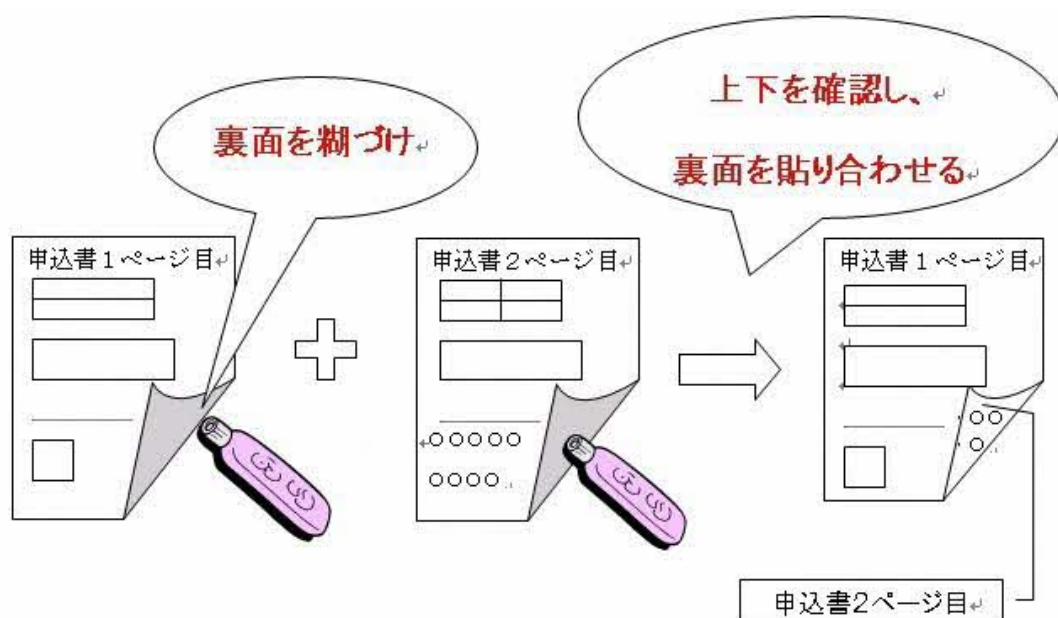 裏面を糊づけ
上下を確認し、
裏面を貼り合わせる
申込書1ページ目
申込書2ページ目
○○○○○
○○○○
申込書1ページ目
○○
○
申込書2ページ目